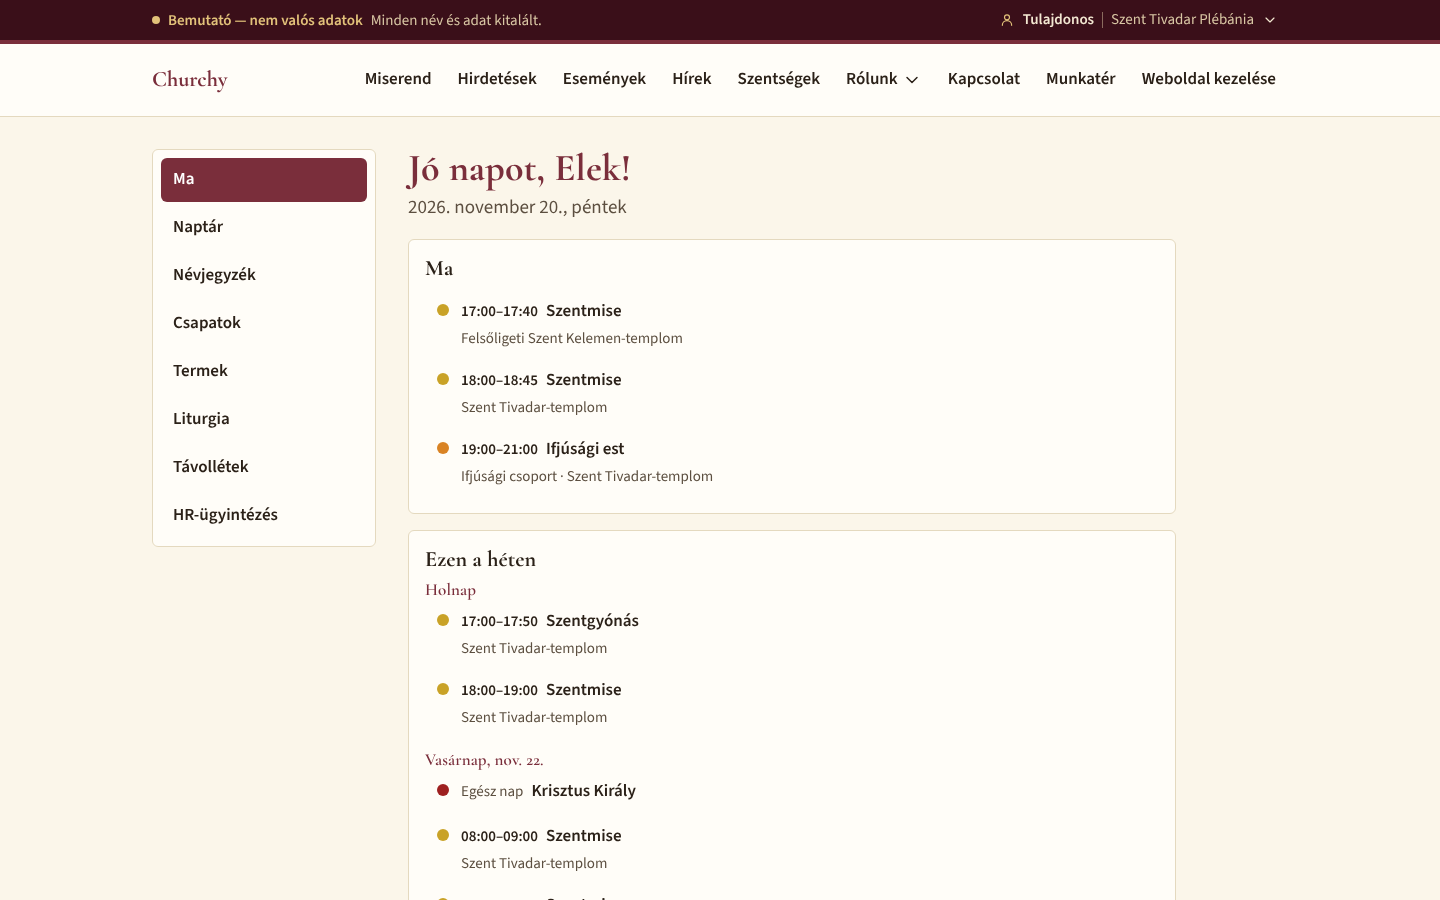 Bemutató — nem valós adatok Minden név és adat kitalált.
Tulajdonos Szent Tivadar Plébánia
Churchy
Miserend Hirdetések Események Hírek Szentségek Rólunk Kapcsolat Munkatér Weboldal kezelése
Ma
Naptár
Névjegyzék
Csapatok
Termek
Liturgia
Távollétek
HR-ügyintézés
Jó napot, Elek!
2026. november 20., péntek
Ma
17:00–17:40 Szentmise
Felsőligeti Szent Kelemen-templom
18:00–18:45 Szentmise
Szent Tivadar-templom
19:00–21:00 Ifjúsági est
Ifjúsági csoport · Szent Tivadar-templom
Ezen a héten
Holnap
17:00–17:50 Szentgyónás
Szent Tivadar-templom
18:00–19:00 Szentmise
Szent Tivadar-templom
Vasárnap, nov. 22.
Egész nap Krisztus Király
08:00–09:00 Szentmise
Szent Tivadar-templom